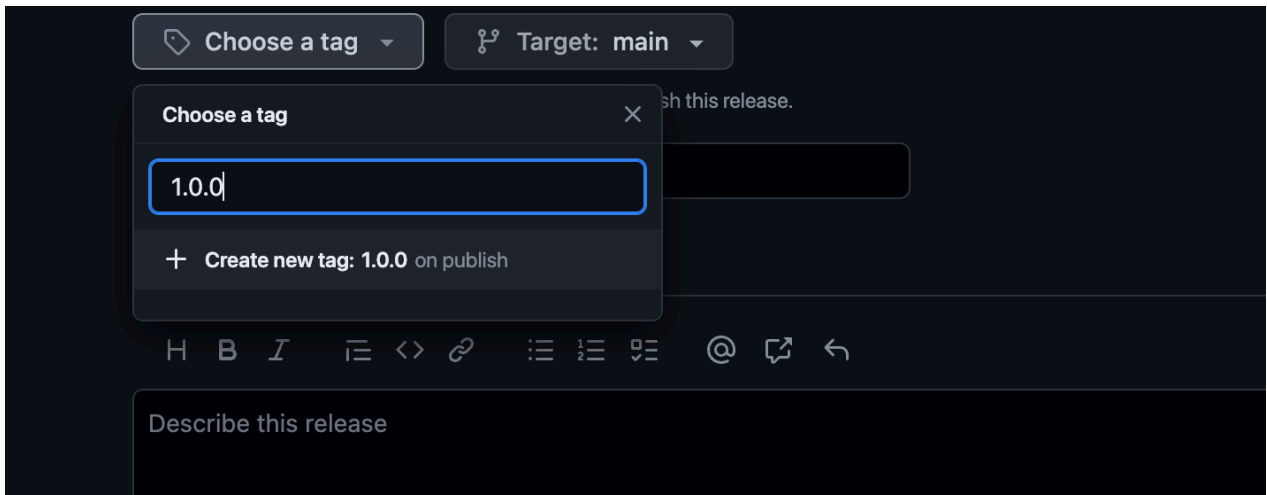 Choose a tag Target: main
Choose a tag
this release.
1.0.0
Create new tag: 1.0.0 on publish
H B I @
Describe this release